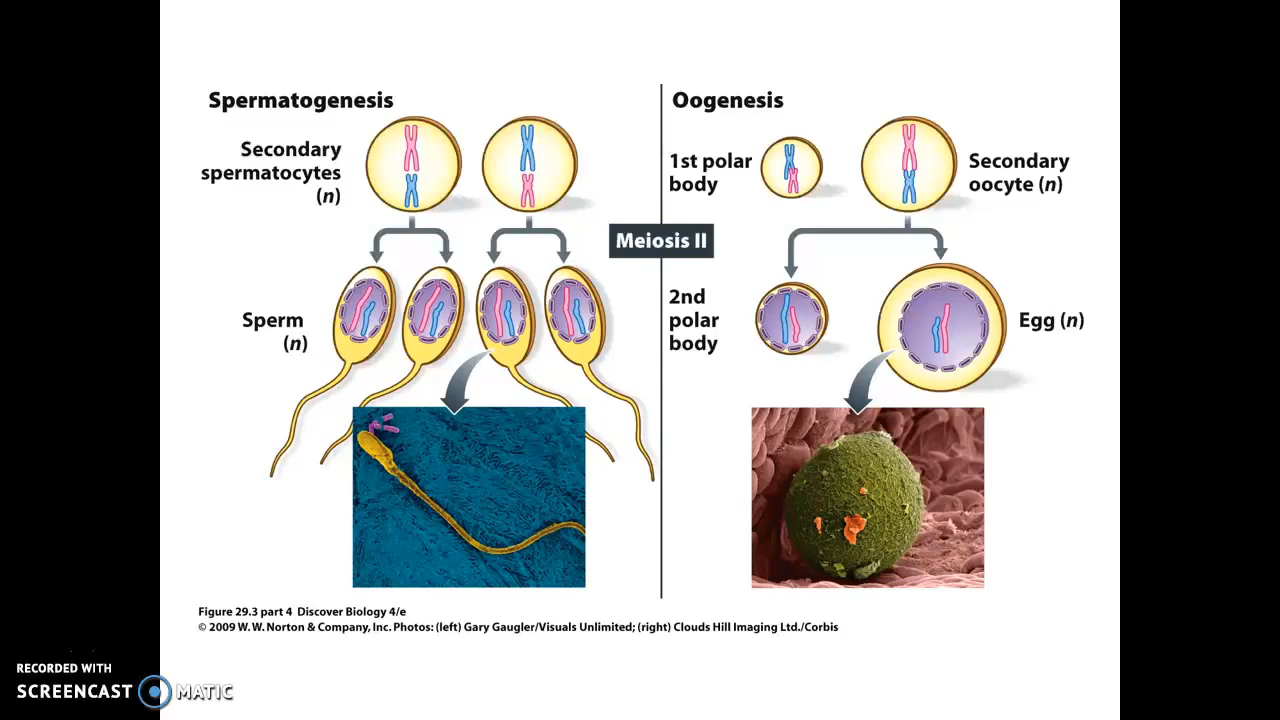 Spermatogenesis
Secondary
spermatocytes
(n)
Sperm
(n)
Meiosis II
Oogenesis
1st polar
body
Secondary
oocyte (n)
2nd
polar
body
Egg (n)
Figure 29.3 part 4 Discover Biology 4/e
© 2009 W. W. Norton & Company, Inc. Photos: (left) Gary Gaugler/Visuals Unlimited; (right) Clouds Hill Imaging Ltd./Corbis
RECORDED WITH
SCREENCAST MATIC